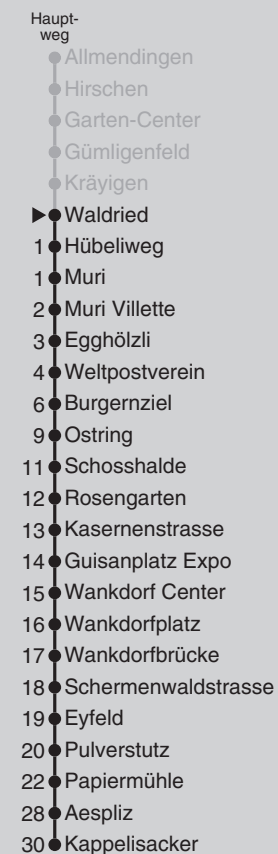 Haupt-
weg
Allmendingen
Hirschen
Garten-Center
Gümligenfeld
Kräyigen
Waldried
1 Hübeliweg
1 Muri
2 Muri Villette
3 Egghölzli
4 Weltpostverein
6 Burgernziel
9 Ostring
11 Schosshalde
12 Rosengarten
13 Kasernenstrasse
14 Guisanplatz Expo
15 Wankdorf Center
16 Wankdorfplatz
17 Wankdorfbrücke
18 Schermenwaldstrasse
19 Eyfeld
20 Pulverstutz
22 Papiermühle
28 Aespliz
30 Kappelisacker